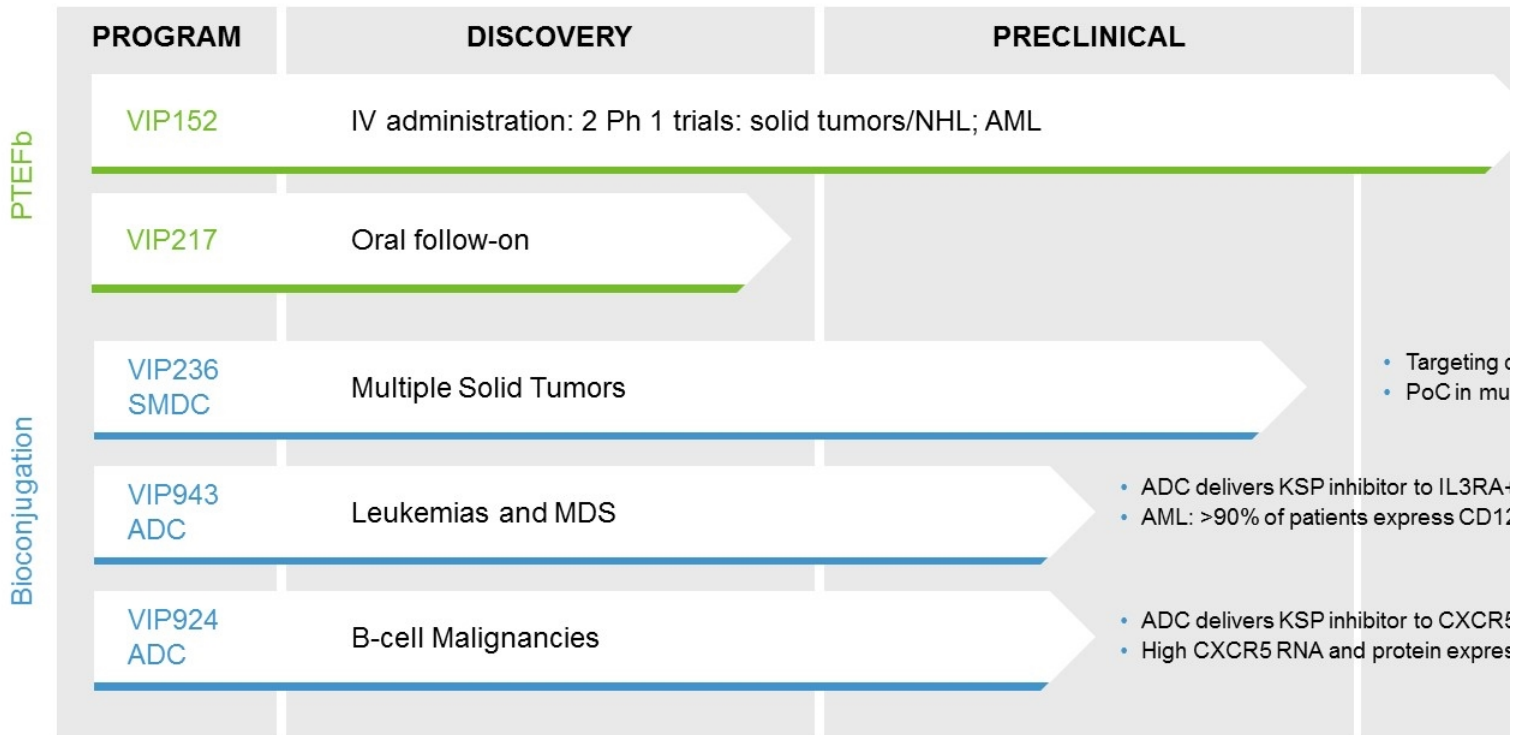 PROGRAM DISCOVERY PRECLINICAL
PTEFb
VIP152 IV administration: 2 Ph 1 trials: solid tumors/NHL; AML
VIP217 Oral follow-on
Bioconjugation
VIP236
SMDC
Multiple Solid Tumors
• Targeting
• PoC in
VIP943
ADC
Leukemias and MDS
• ADC delivers KSP inhibitor to IL3RA+
• AML: >90% of patients express
VIP924
ADC
B-cell Malignancies
• ADC delivers KSP inhibitor to CXCR5
• High CXCR5 RNA and protein